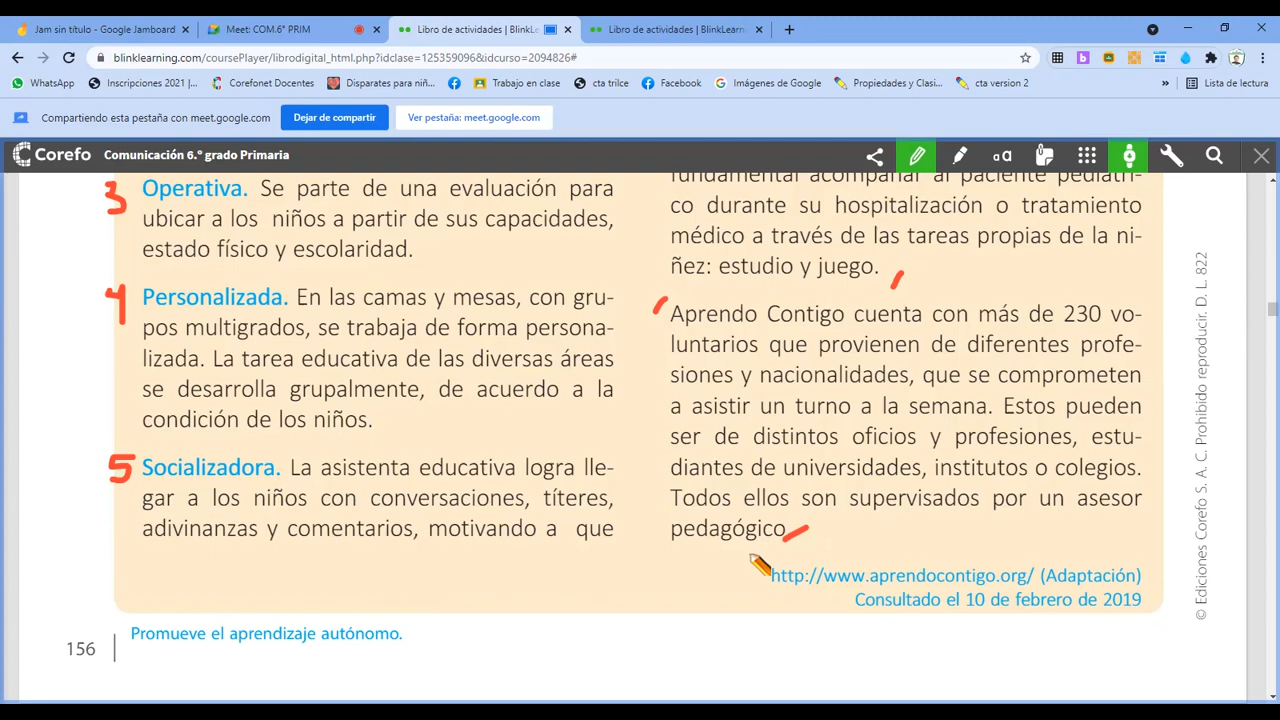 Jam sin título - Google Jamboard
Meet: COM.6° PRIM
Libro de actividades | BlinkLe
Libro de actividades | BlinkLearn
blinklearning.com/coursePlayer/librodigital_html.php?idclase=125359096&idcurso=2094826#
WhatsApp
Inscripciones 2021 |...
Corefonet Docentes
Disparates para niñ...
Trabajo en clase
cta trilce
Facebook
Imágenes de Google
Propiedades y Clasi...
cta version 2
»
Lista de lectura
Compartiendo esta pestaña con meet.google.com
Dejar de compartir
Ver pestaña: meet.google.com
Corefo
Comunicación 6.º grado Primaria
aA
3 Operativa. Se parte de una evaluación para
ubicar a los niños a partir de sus capacidades,
estado físico y escolaridad.
4 Personalizada. En las camas y mesas, con gru-
pos multigrados, se trabaja de forma persona-
lizada. La tarea educativa de las diversas áreas
se desarrolla grupalmente, de acuerdo a la
condición de los niños.
5 Socializadora. La asistenta educativa logra lle-
gar a los niños con conversaciones, títeres,
adivinanzas y comentarios, motivando a que
fundamental acompañar al paciente pediátri-
co durante su hospitalización o tratamiento
médico a través de las tareas propias de la ni-
ñez: estudio y juego.
Aprendo Contigo cuenta con más de 230 vo-
luntarios que provienen de diferentes profe-
siones y nacionalidades, que se comprometen
a asistir un turno a la semana. Estos pueden
ser de distintos oficios y profesiones, estu-
diantes de universidades, institutos o colegios.
Todos ellos son supervisados por un asesor
pedagógico
http://www.aprendocontigo.org/ (Adaptación)
Consultado el 10 de febrero de 2019
© Ediciones Corefo S. A. C. Prohibido reproducir. D. L. 822
156
Promueve el aprendizaje autónomo.